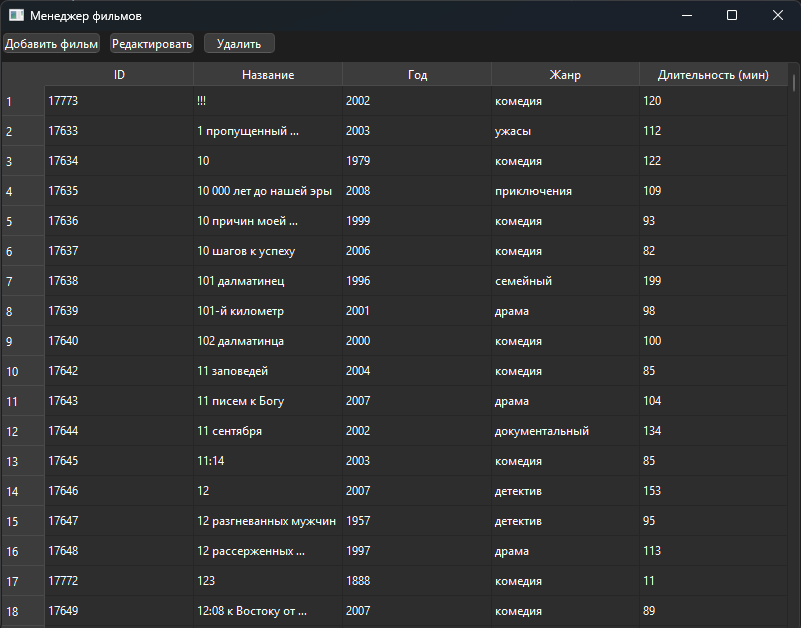 Менеджер фильмов
Добавить фильм Редактировать Удалить
ID Название Год Жанр Длительность (мин)
1 17773 !!! 2002 комедия 120
2 17633 1 пропущенный ... 2003 ужасы 112
3 17634 10 1979 комедия 122
4 17635 10 000 лет до нашей эры 2008 приключения 109
5 17636 10 причин моей ... 1999 комедия 93
6 17637 10 шагов к успеху 2006 комедия 82
7 17638 101 далматинец 1996 семейный 199
8 17639 101-й километр 2001 драма 98
9 17640 102 далматинца 2000 комедия 100
10 17642 11 заповедей 2004 комедия 85
11 17643 11 писем к Богу 2007 драма 104
12 17644 11 сентября 2002 документальный 134
13 17645 11:14 2003 комедия 85
14 17646 12 2007 детектив 153
15 17647 12 разгневанных мужчин 1957 детектив 95
16 17648 12 рассерженных ... 1997 драма 113
17 17772 123 1888 комедия 11
18 17649 12:08 к Востоку от ... 2007 комедия 89